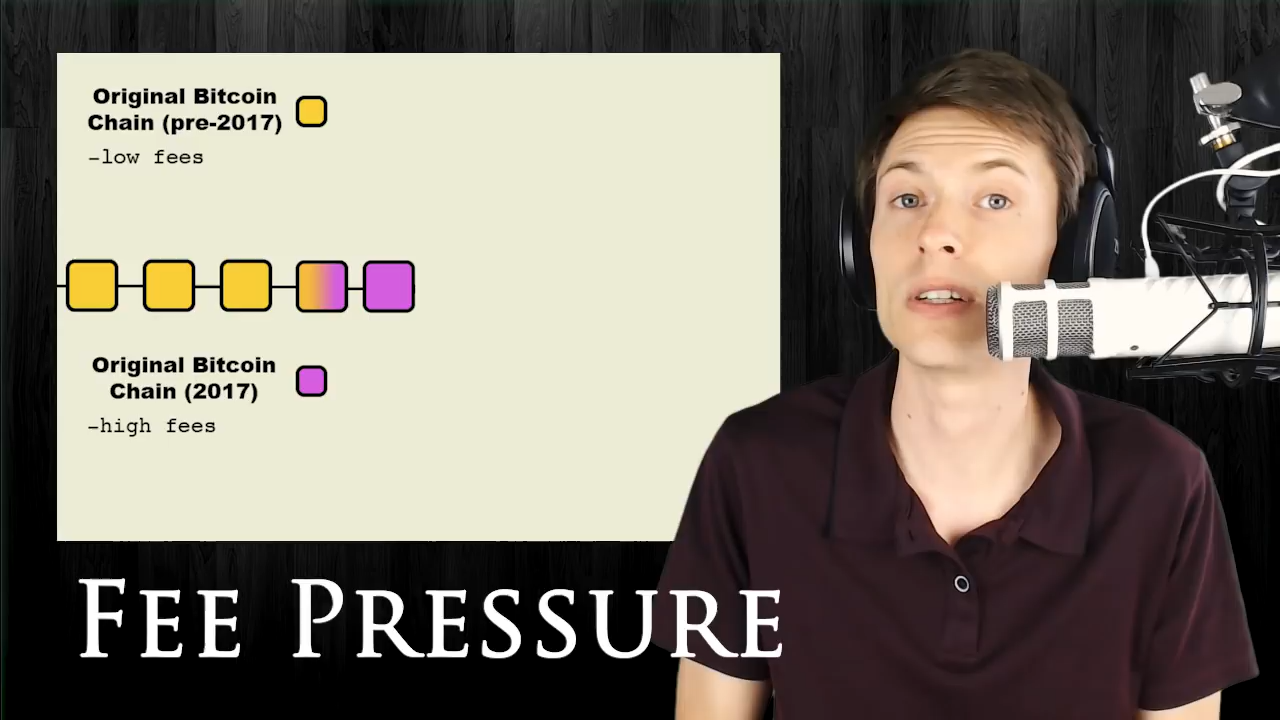 Original Bitcoin
Chain (pre-2017)
-low fees
Original Bitcoin
Chain (2017)
-high fees
FEE PRESSURE